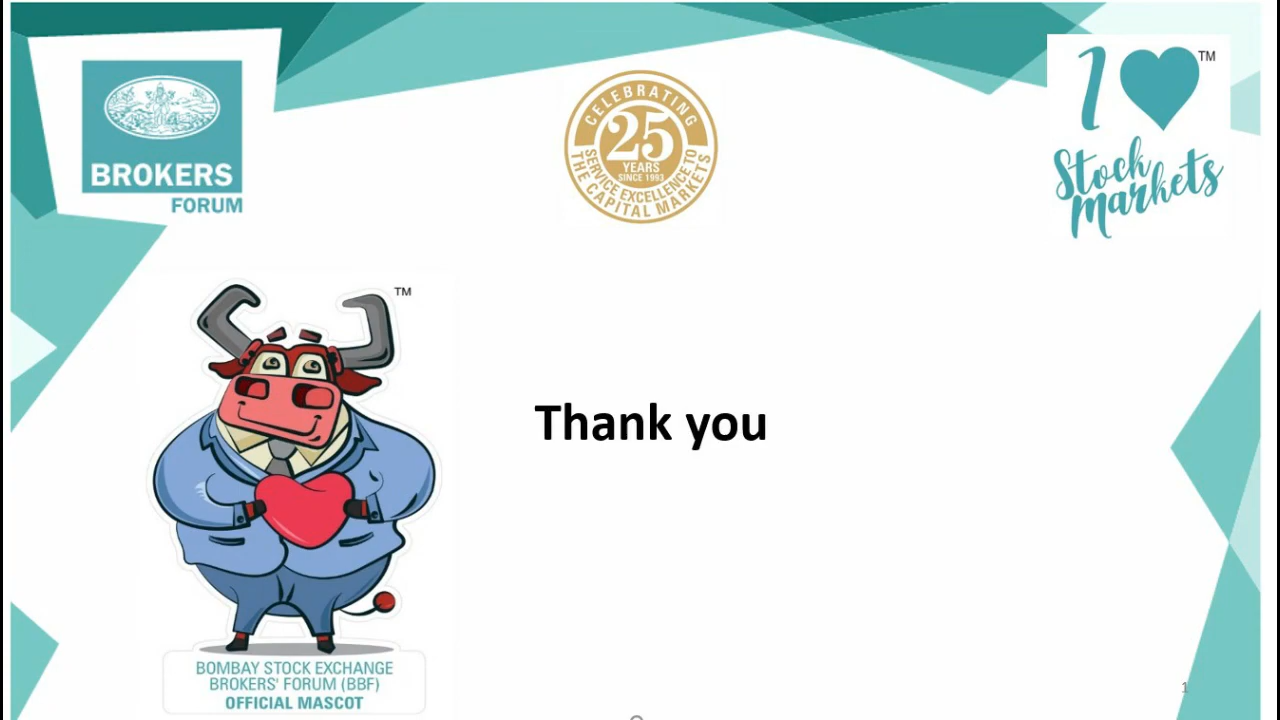 BROKERS
FORUM
CELEBRATING
25
YEARS
SINCE 1993
SERVICE EXCELLENCE TO
THE CAPITAL MARKETS
I
TM
Stock
markets
TM
Thank you
BOMBAY STOCK EXCHANGE
BROKERS' FORUM (BBF)
OFFICIAL MASCOT
1